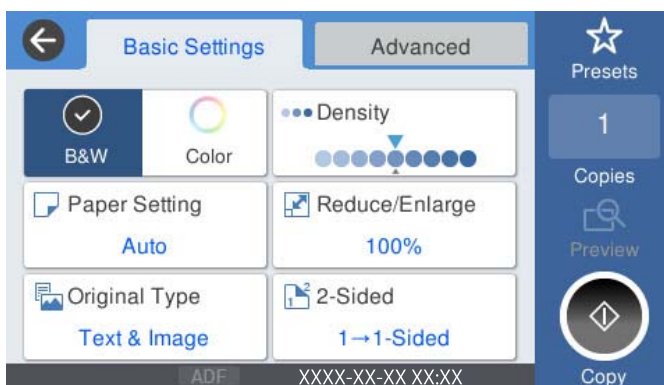 Basic Settings
Advanced
Presets
B&W
Color
Density
1
Copies
Paper Setting
Auto
Reduce/Enlarge
100%
Preview
Original Type
Text & Image
2-Sided
1→1-Sided
ADF
XXXX-XX-XX XX:XX
Copy